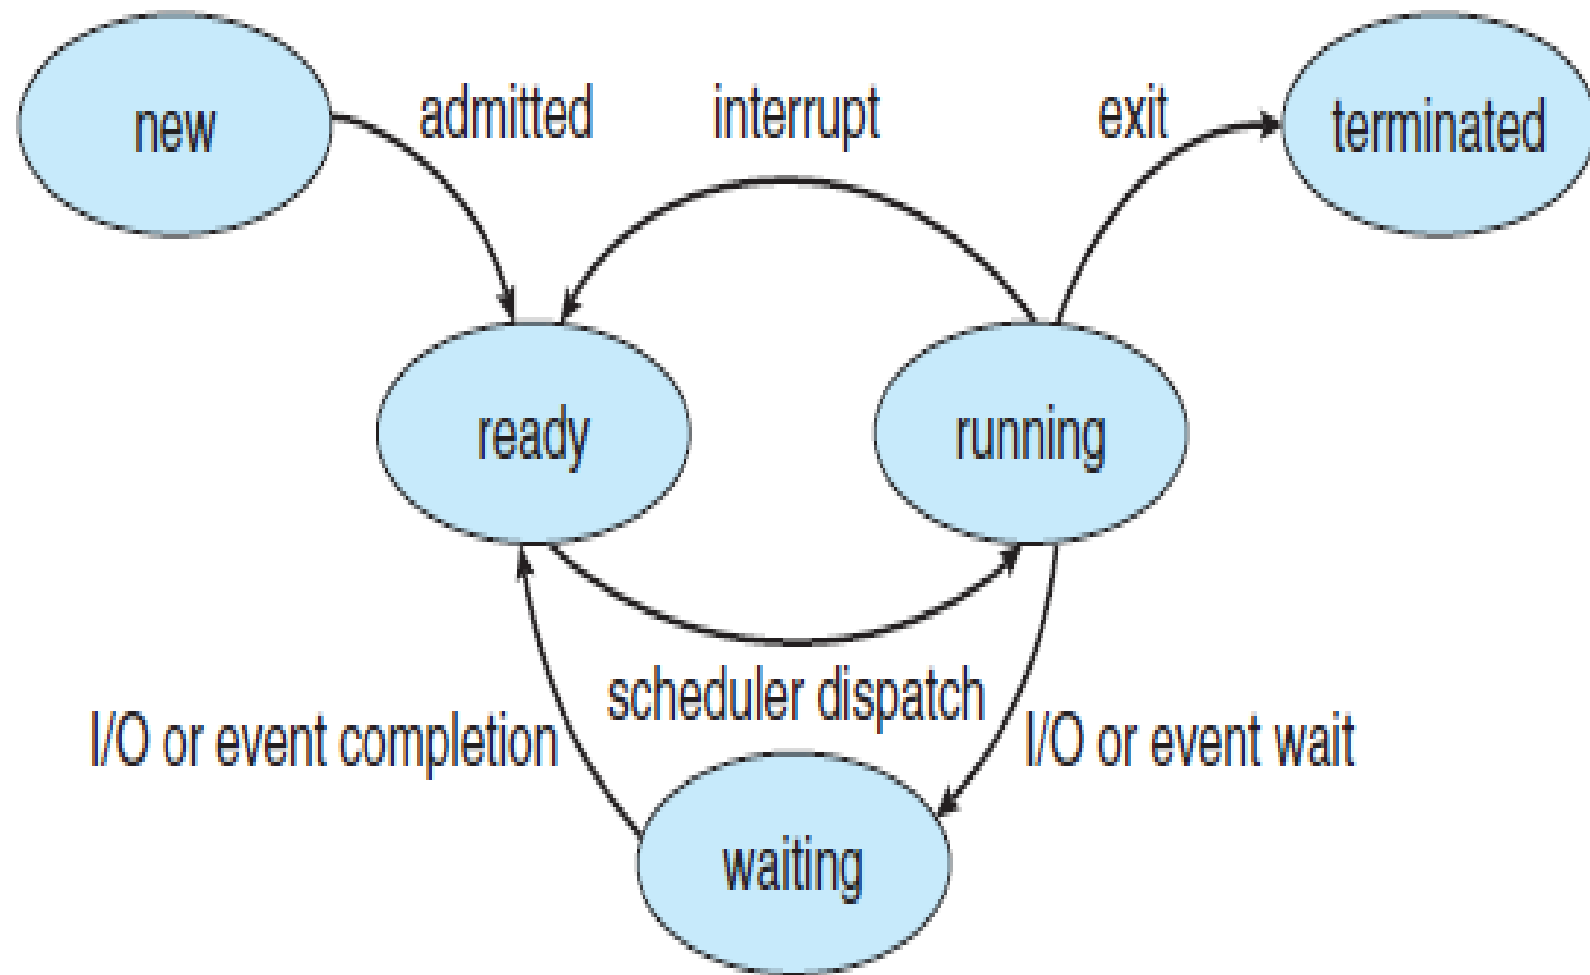 new
admitted
interrupt
exit
terminated
ready
running
scheduler dispatch
I/O or event completion
I/O or event wait
waiting